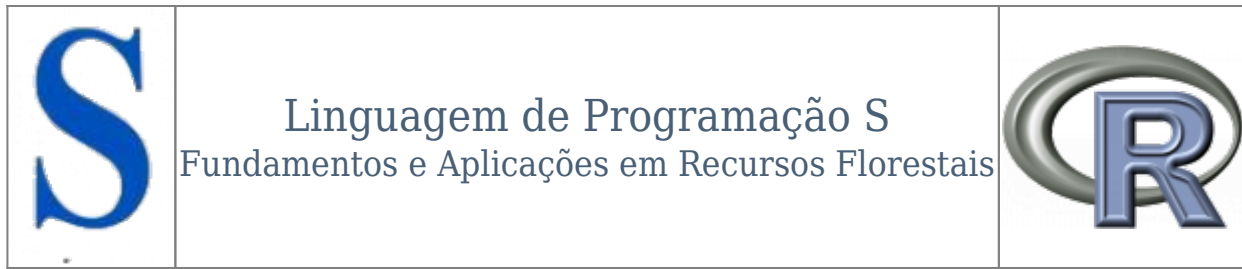 S
Linguagem de Programação S
Fundamentos e Aplicações em Recursos Florestais
R